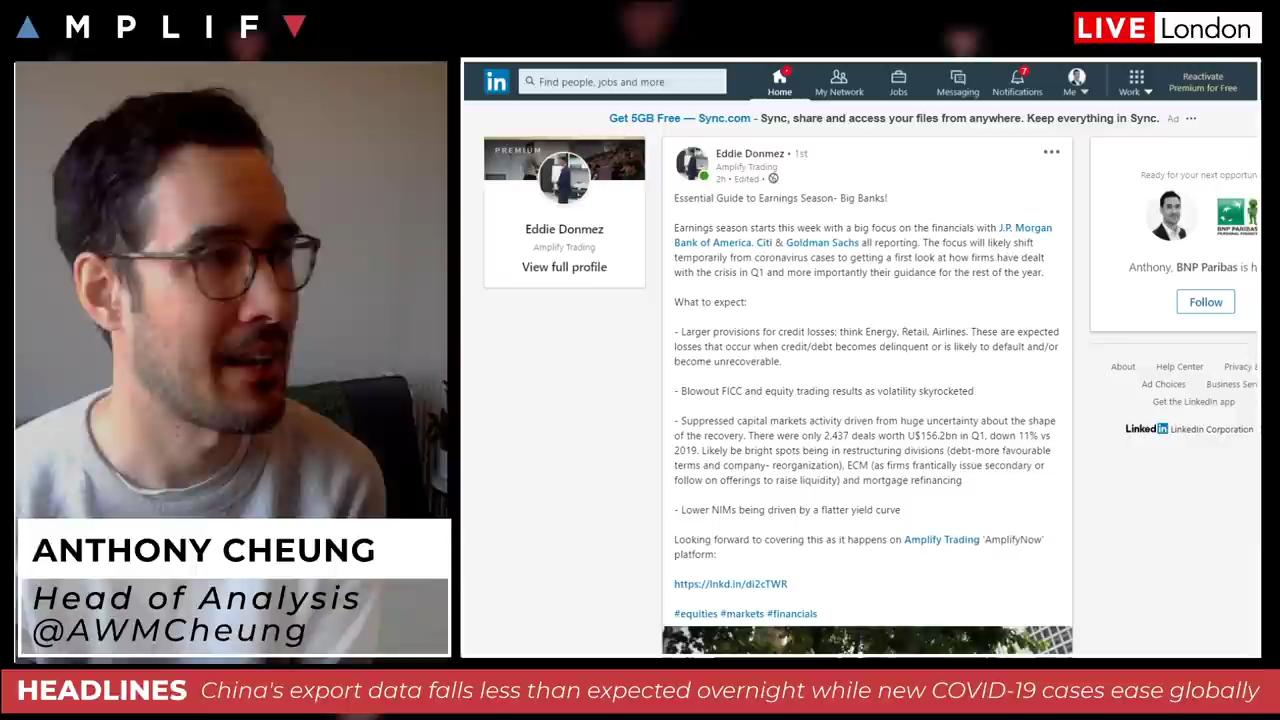 AMPLIFY
LIVE London
in
Find people, jobs and more
Home
My Network
Jobs
Messaging
7
Notifications
Me
Work
Reactivate
Premium for Free
Get 5GB Free — Sync.com - Sync, share and access your files from anywhere. Keep everything in Sync. Ad
PREMIUM
Eddie Donmez
Amplify Trading
View full profile
Eddie Donmez • 1st
Amplify Trading
2h • Edited •
Essential Guide to Earnings Season- Big Banks!
Earnings season starts this week with a big focus on the financials with J.P. Morgan
Bank of America, Citi & Goldman Sachs all reporting. The focus will likely shift
temporarily from coronavirus cases to getting a first look at how firms have dealt
with the crisis in Q1 and more importantly their guidance for the rest of the year.
What to expect:
- Larger provisions for credit losses; think Energy, Retail, Airlines. These are expected
losses that occur when credit/debt becomes delinquent or is likely to default and/or
become unrecoverable.
- Blowout FICC and equity trading results as volatility skyrocketed
- Suppressed capital markets activity driven from huge uncertainty about the shape
of the recovery. There were only 2,437 deals worth U$156.2bn in Q1, down 11% vs
2019. Likely be bright spots being in restructuring divisions (debt-more favourable
terms and company- reorganization), ECM (as firms frantically issue secondary or
follow on offerings to raise liquidity) and mortgage refinancing
- Lower NIMs being driven by a flatter yield curve
Looking forward to covering this as it happens on Amplify Trading 'AmplifyNow'
platform:
https://lnkd.in/di2cTWR
#equities #markets #financials
Ready for your next opportun
BNP PARIBAS
Anthony, BNP Paribas is h
Follow
About Help Center Privacy &
Ad Choices Business Serv
Get the LinkedIn app
LinkedIn LinkedIn Corporation
ANTHONY CHEUNG
Head of Analysis
@AWMCheung
HEADLINES China's export data falls less than expected overnight while new COVID-19 cases ease globally